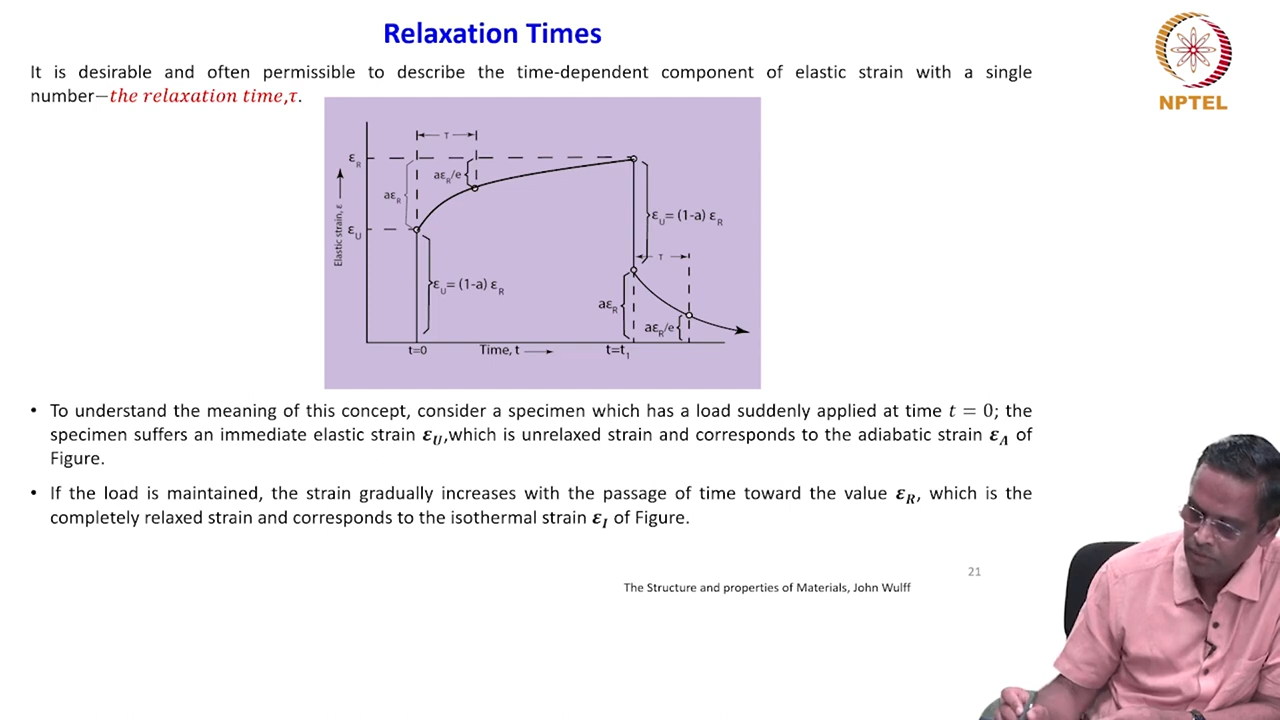 Relaxation Times
It is desirable and often permissible to describe the time-dependent component of elastic strain with a single
number−the relaxation time,τ.
NPTEL
τ
ε_R
aε_R/e
aε_R
Elastic strain, ε
ε_U
ε_U= (1-a) ε_R
ε_U= (1-a) ε_R
τ
aε_R
aε_R/e
t=0
Time, t
t=t₁
• To understand the meaning of this concept, consider a specimen which has a load suddenly applied at time t = 0; the
specimen suffers an immediate elastic strain ε_U,which is unrelaxed strain and corresponds to the adiabatic strain ε_A of
Figure.
• If the load is maintained, the strain gradually increases with the passage of time toward the value ε_R, which is the
completely relaxed strain and corresponds to the isothermal strain ε_I of Figure.
21
The Structure and properties of Materials, John Wulff